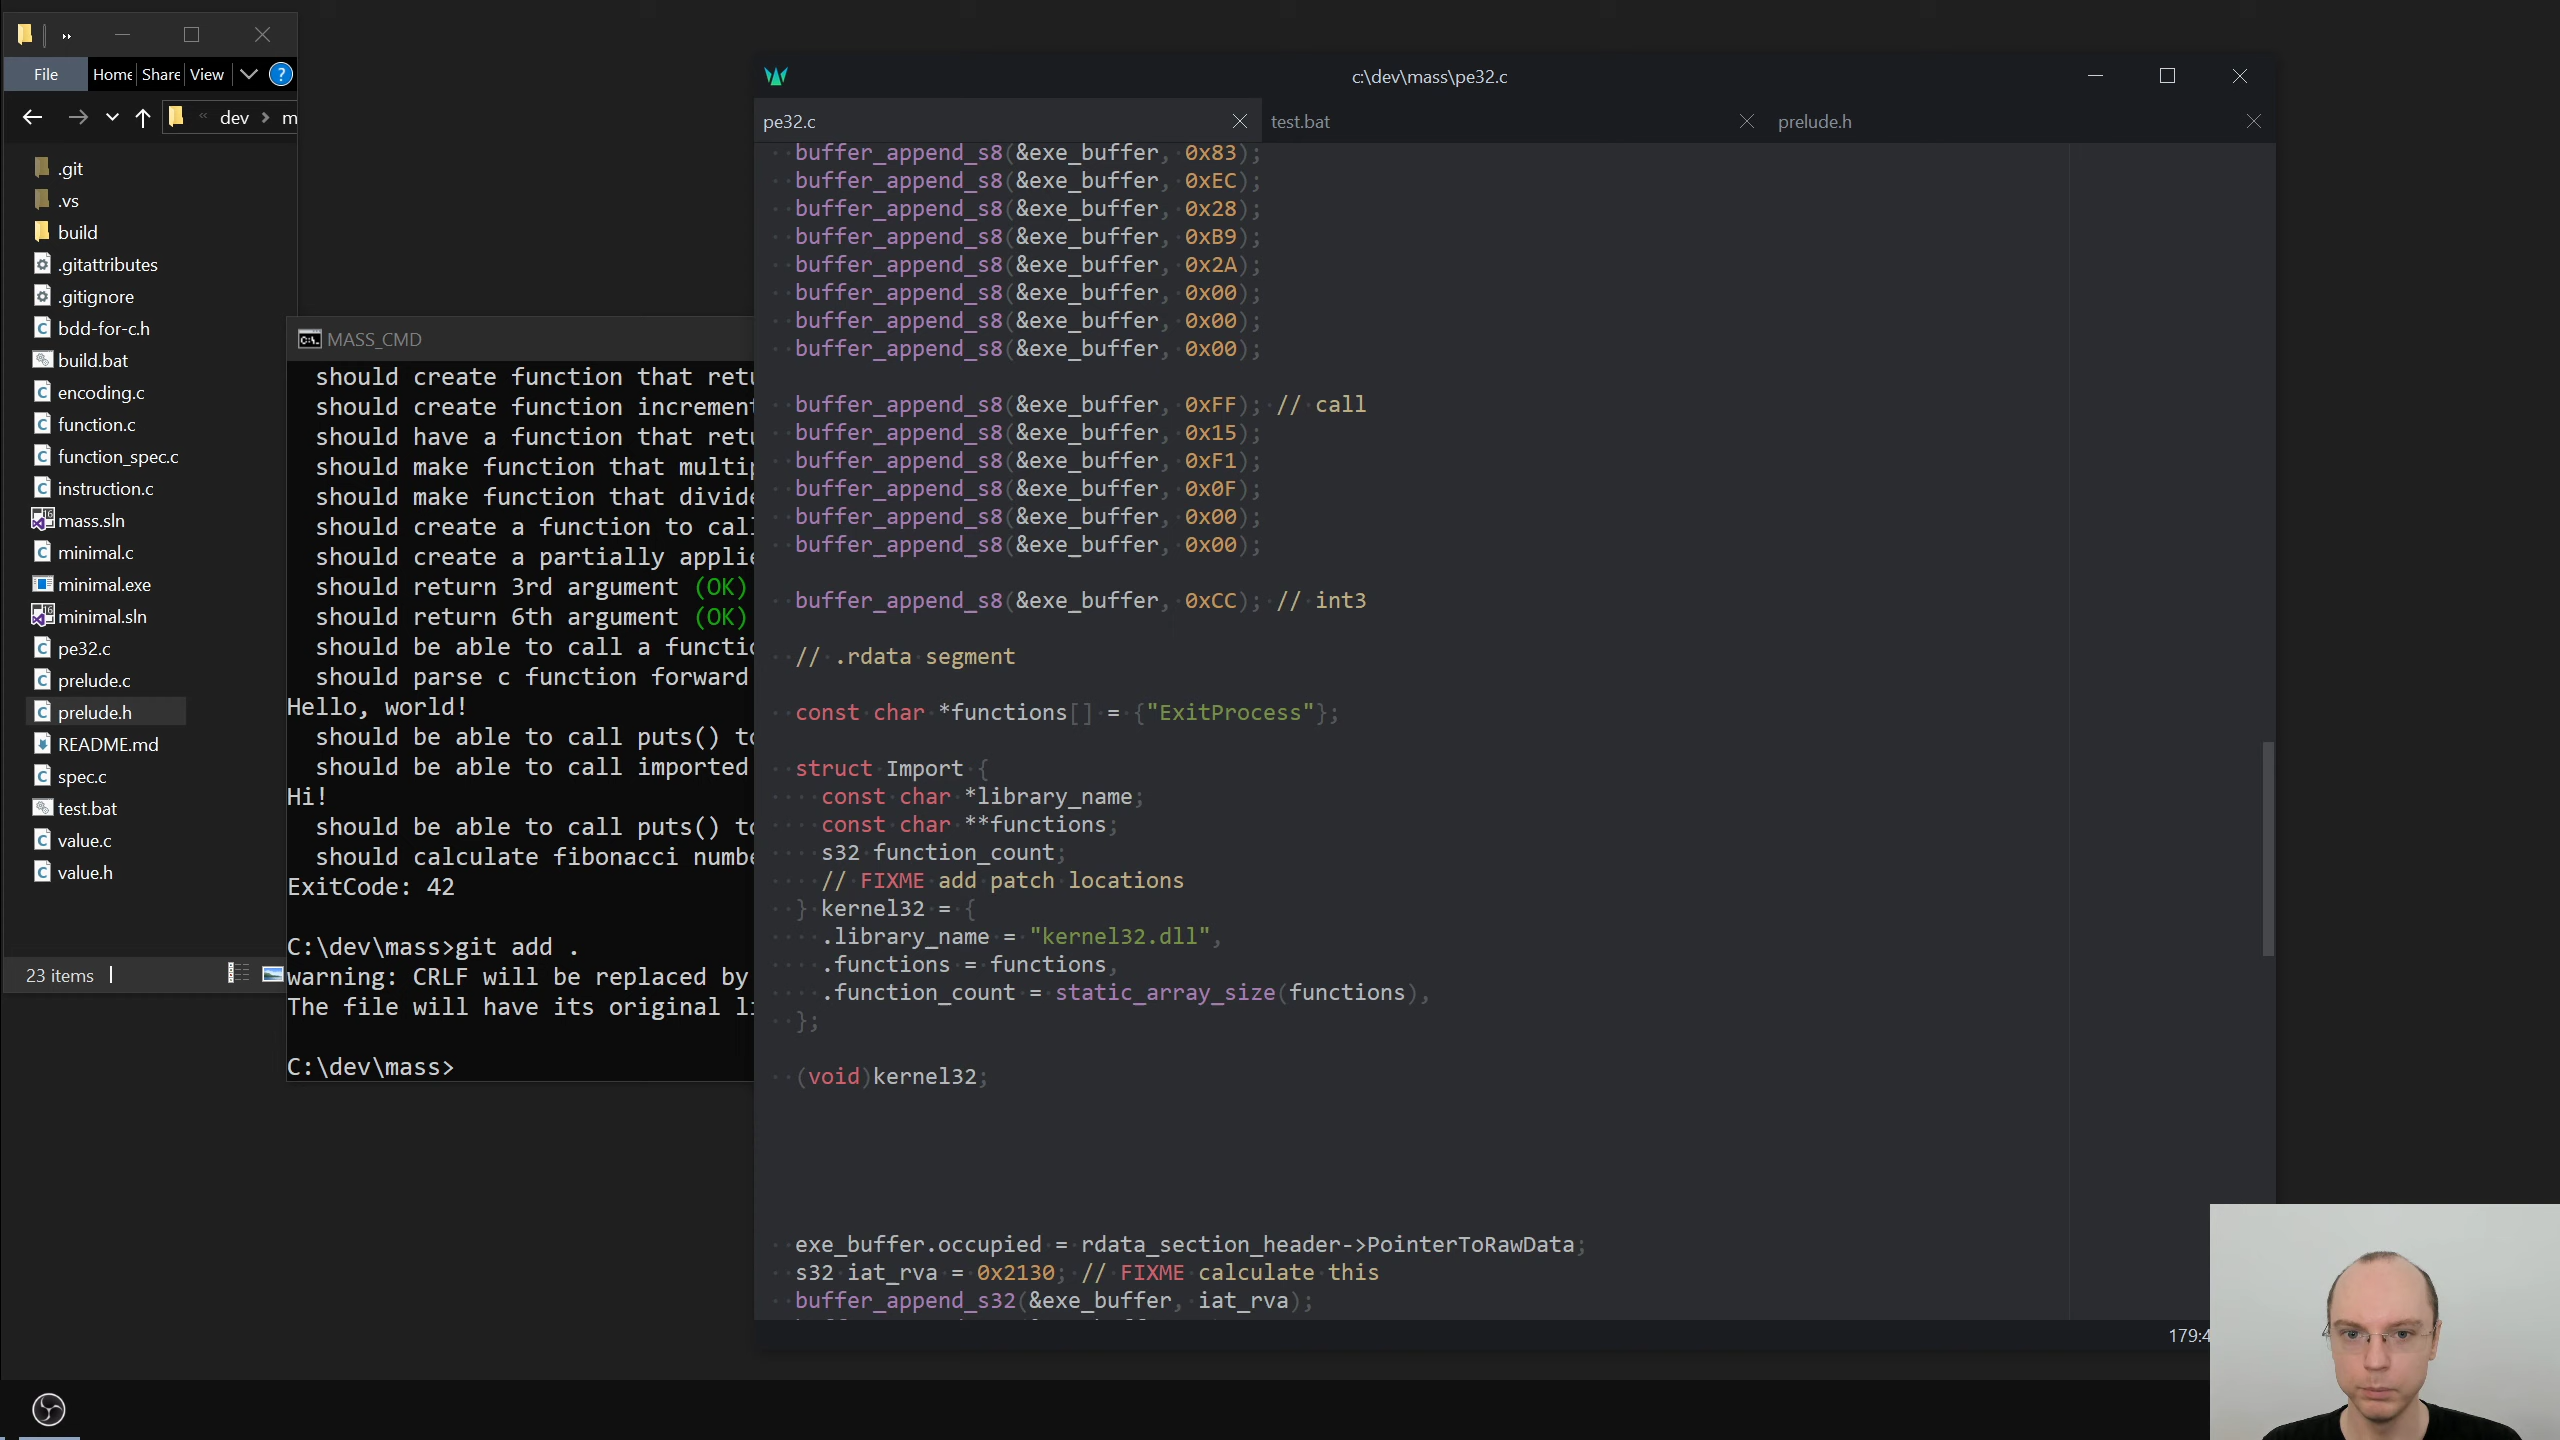 File Home Share View
dev > m
.git
.vs
build
.gitattributes
.gitignore
bdd-for-c.h
build.bat
encoding.c
function.c
function_spec.c
instruction.c
mass.sln
minimal.c
minimal.exe
minimal.sln
pe32.c
prelude.c
prelude.h
README.md
spec.c
test.bat
value.c
value.h
23 items
MASS_CMD
should create function that retu
should create function increment
should have a function that retu
should make function that multip
should make function that divide
should create a function to call
should create a partially applie
should return 3rd argument (OK)
should return 6th argument (OK)
should be able to call a functio
should parse c function forward
Hello, world!
should be able to call puts() to
should be able to call imported
Hi!
should be able to call puts() to
should calculate fibonacci numbe
ExitCode: 42
C:\dev\mass>git add .
warning: CRLF will be replaced by
The file will have its original li
C:\dev\mass>
c:\dev\mass\pe32.c
pe32.c test.bat prelude.h
buffer_append_s8(&exe_buffer, 0x83);
buffer_append_s8(&exe_buffer, 0xEC);
buffer_append_s8(&exe_buffer, 0x28);
buffer_append_s8(&exe_buffer, 0xB9);
buffer_append_s8(&exe_buffer, 0x2A);
buffer_append_s8(&exe_buffer, 0x00);
buffer_append_s8(&exe_buffer, 0x00);
buffer_append_s8(&exe_buffer, 0x00);
buffer_append_s8(&exe_buffer, 0xFF); // call
buffer_append_s8(&exe_buffer, 0x15);
buffer_append_s8(&exe_buffer, 0xF1);
buffer_append_s8(&exe_buffer, 0x0F);
buffer_append_s8(&exe_buffer, 0x00);
buffer_append_s8(&exe_buffer, 0x00);
buffer_append_s8(&exe_buffer, 0xCC); // int3
// .rdata segment
const char *functions[] = {"ExitProcess"};
struct Import {
const char *library_name;
const char **functions;
s32 function_count;
// FIXME add patch locations
} kernel32 = {
.library_name = "kernel32.dll",
.functions = functions,
.function_count = static_array_size(functions),
};
(void)kernel32;
exe_buffer.occupied = rdata_section_header->PointerToRawData;
s32 iat_rva = 0x2130; // FIXME calculate this
buffer_append_s32(&exe_buffer, iat_rva);
179:4